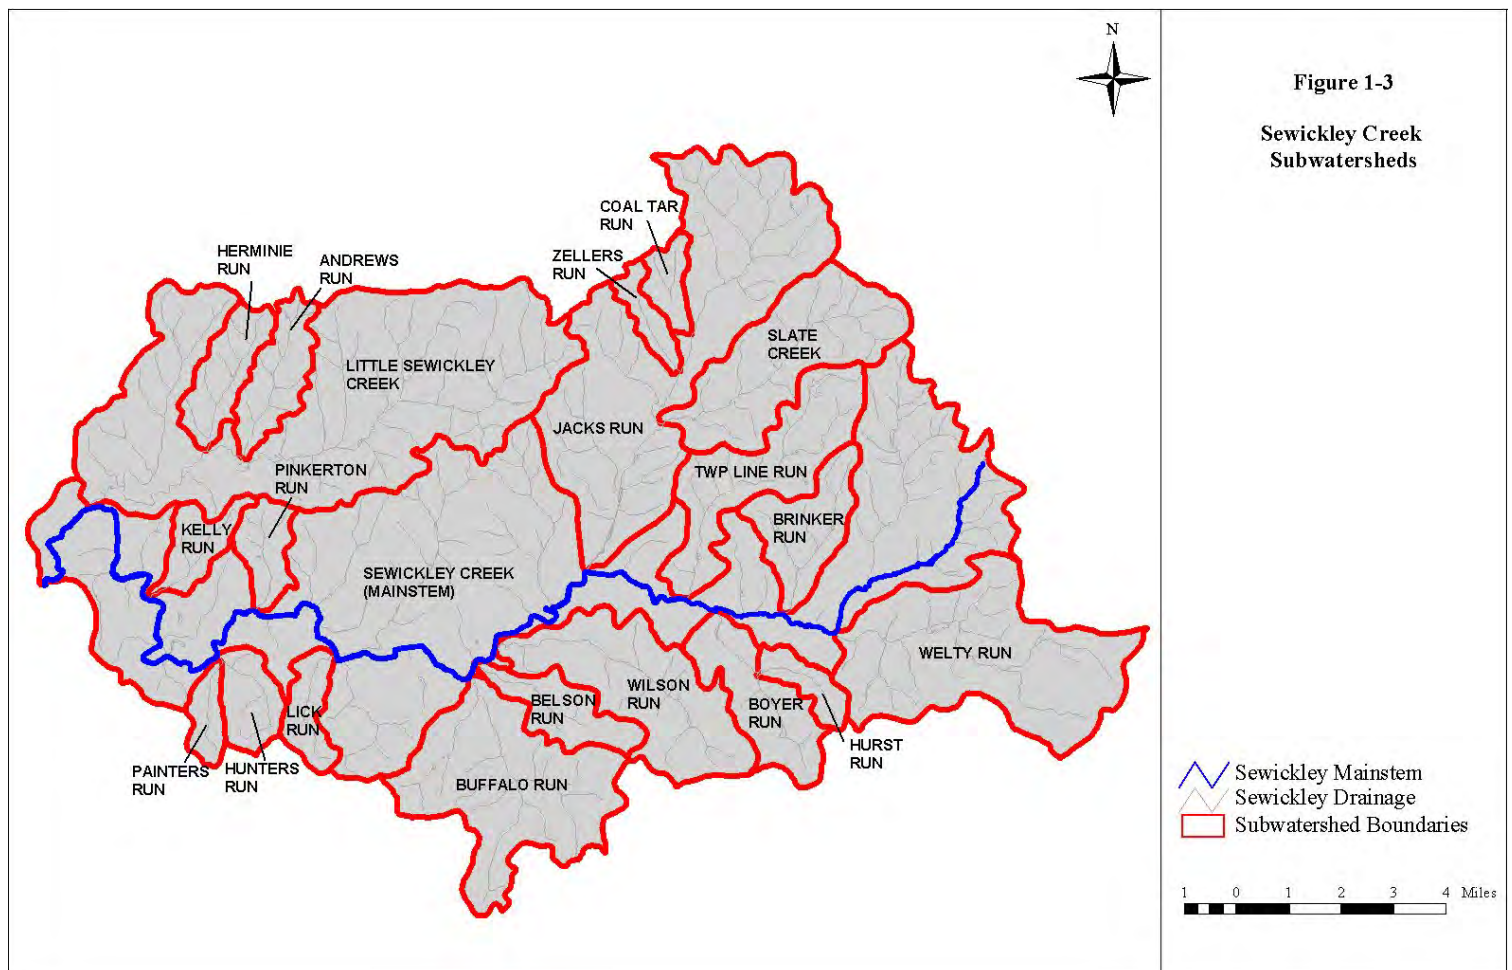 N
Figure 1-3
Sewickley Creek
Subwatersheds
COAL TAR
RUN
ZELLERS
RUN
HERMINIE
RUN
ANDREWS
RUN
SLATE
CREEK
LITTLE SEWICKLEY
CREEK
JACKS RUN
PINKERTON
RUN
TWP LINE RUN
KELLY
RUN
BRINKER
RUN
SEWICKLEY CREEK
(MAINSTEM)
WELTY RUN
WILSON
RUN
BELSON
RUN
BOYER
RUN
LICK
RUN
HURST
RUN
PAINTERS
RUN
HUNTERS
RUN
BUFFALO RUN
Sewickley Mainstem
Sewickley Drainage
Subwatershed Boundaries
1 0 1 2 3 4 Miles